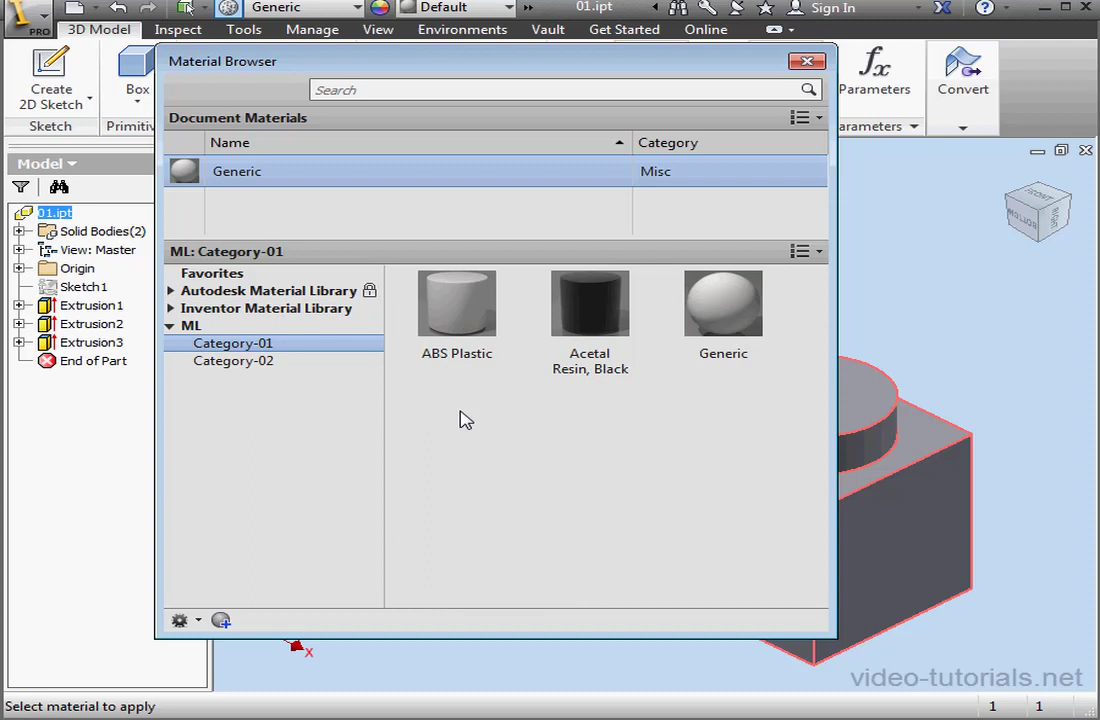 Generic
Default
01.ipt
Sign In
PRO
3D Model
Inspect
Tools
Manage
View
Environments
Vault
Get Started
Online
Create
2D Sketch
Box
Parameters
Convert
Sketch
Primitiv
arameters
Material Browser
Search
Document Materials
Name
Category
Generic
Misc
ML: Category-01
Favorites
Autodesk Material Library
Inventor Material Library
ML
Category-01
Category-02
ABS Plastic
Acetal
Resin, Black
Generic
Model
01.ipt
Solid Bodies(2)
View: Master
Origin
Sketch1
Extrusion1
Extrusion2
Extrusion3
End of Part
FRONT
RIGHT
BOTTOM
x
video-tutorials.net
Select material to apply
1
1